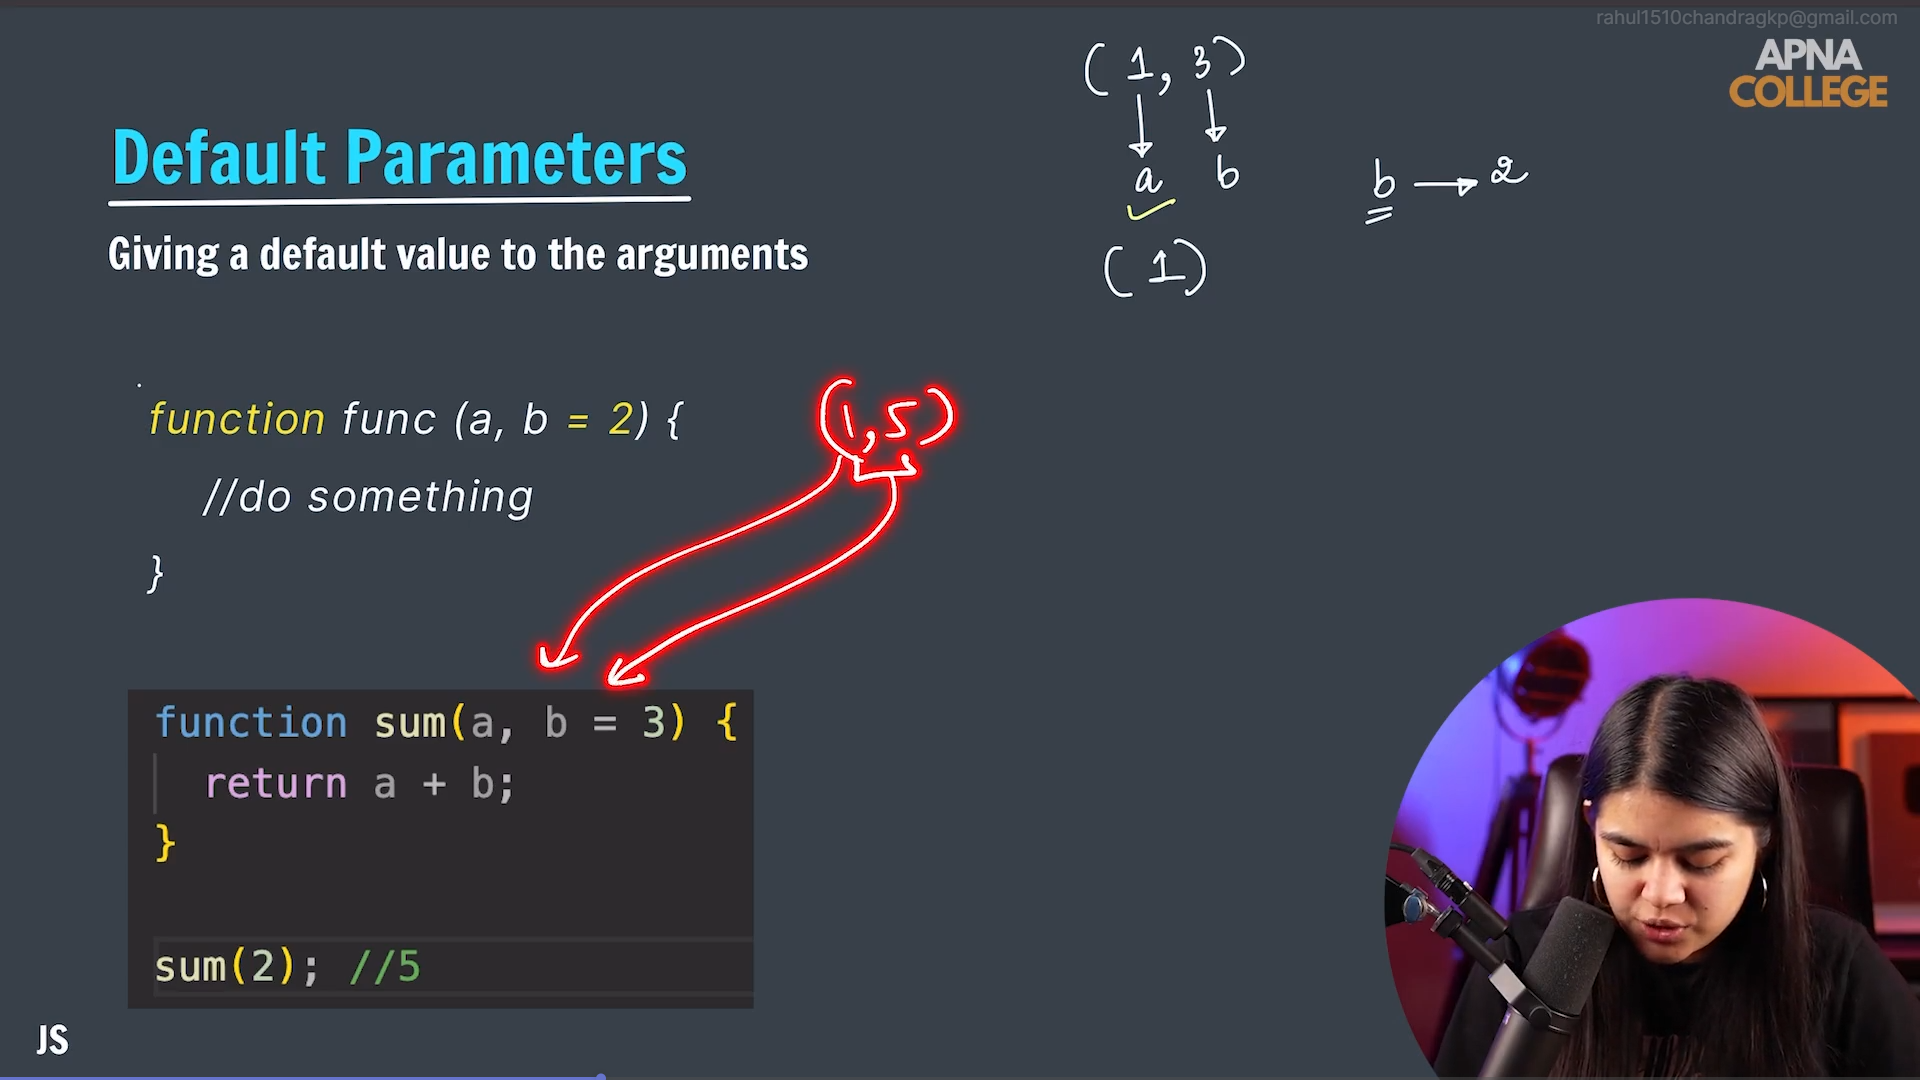 rahul1510chandragkp@gmail.com
APNA
COLLEGE
Default Parameters
Giving a default value to the arguments
(1, 3)
a b
b → 2
(1)
function func (a, b = 2) {
//do something
}
(1,5)
function sum(a, b = 3) {
return a + b;
}
sum(2); //5
JS